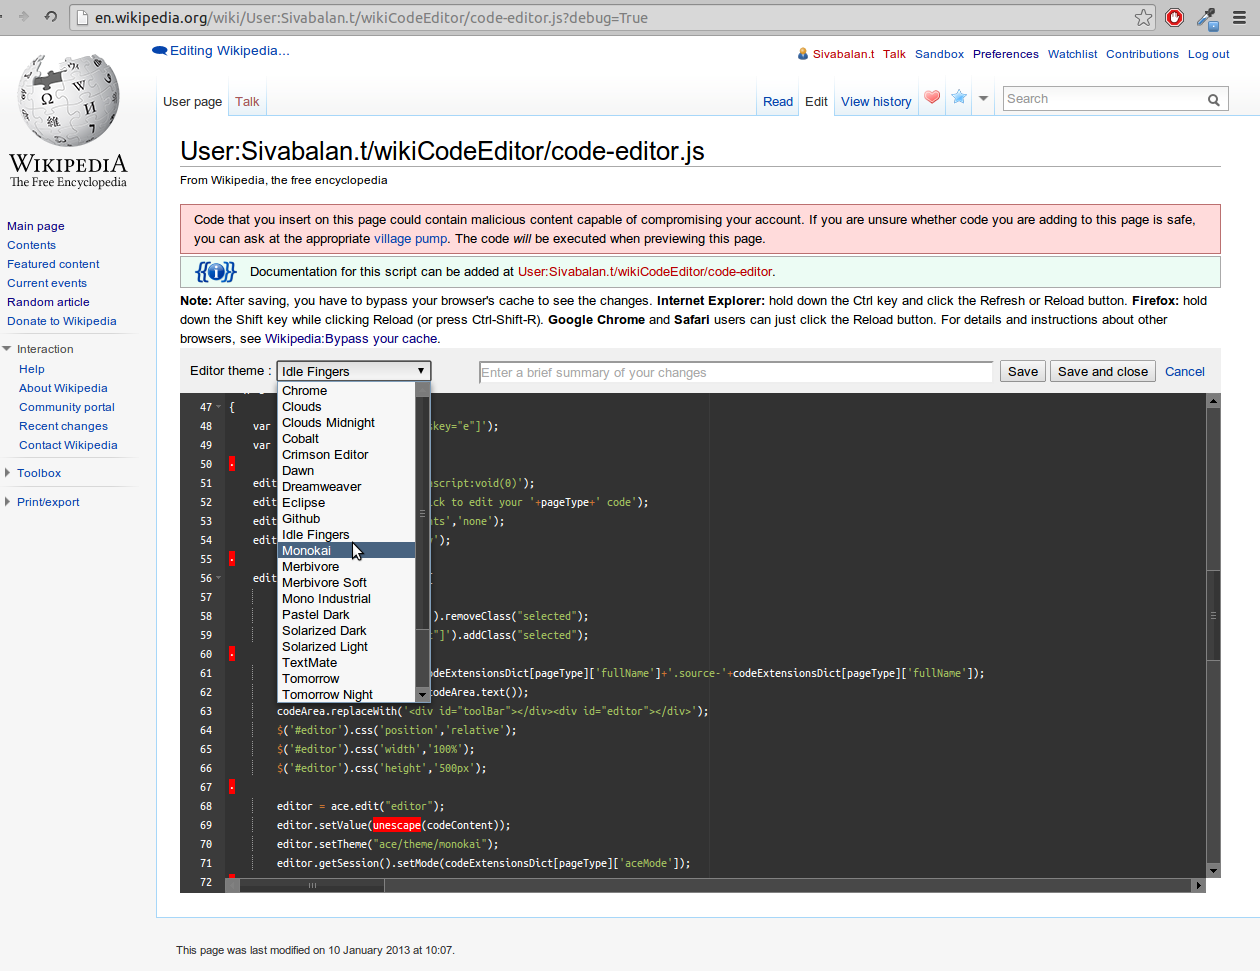 en.wikipedia.org/wiki/User:Sivabalan.t/wikiCodeEditor/code-editor.js?debug=True
Editing Wikipedia...
Sivabalan.t Talk Sandbox Preferences Watchlist Contributions Log out
User page Talk Read Edit View history Search
WIKIPEDIA
The Free Encyclopedia
Main page
Contents
Featured content
Current events
Random article
Donate to Wikipedia
Interaction
Help
About Wikipedia
Community portal
Recent changes
Contact Wikipedia
Toolbox
Print/export
User:Sivabalan.t/wikiCodeEditor/code-editor.js
From Wikipedia, the free encyclopedia
Code that you insert on this page could contain malicious content capable of compromising your account. If you are unsure whether code you are adding to this page is safe,
you can ask at the appropriate village pump. The code will be executed when previewing this page.
Documentation for this script can be added at User:Sivabalan.t/wikiCodeEditor/code-editor.
Note: After saving, you have to bypass your browser's cache to see the changes. Internet Explorer: hold down the Ctrl key and click the Refresh or Reload button. Firefox: hold
down the Shift key while clicking Reload (or press Ctrl-Shift-R). Google Chrome and Safari users can just click the Reload button. For details and instructions about other
browsers, see Wikipedia:Bypass your cache.
Editor theme : Idle Fingers Enter a brief summary of your changes Save Save and close Cancel
Chrome
Clouds
Clouds Midnight
Cobalt
Crimson Editor
Dawn
Dreamweaver
Eclipse
Github
Idle Fingers
Monokai
Merbivore
Merbivore Soft
Mono Industrial
Pastel Dark
Solarized Dark
Solarized Light
TextMate
Tomorrow
Tomorrow Night
47 {
48 var skey="e"]');
49 var
50
51 edit nscript:void(0)');
52 edit ck to edit your '+pageType+' code');
53 edit nts','none');
54 edit ');
55
56 edit {
57
58 ).removeClass("selected");
59 "]').addClass("selected");
60
61 codeExtensionsDict[pageType]['fullName']+'.source-'+codeExtensionsDict[pageType]['fullName']);
62 codeArea.text());
63 codeArea.replaceWith('<div id="toolBar"></div><div id="editor"></div>');
64 $('#editor').css('position','relative');
65 $('#editor').css('width','100%');
66 $('#editor').css('height','500px');
67
68 editor = ace.edit("editor");
69 editor.setValue(unescape(codeContent));
70 editor.setTheme("ace/theme/monokai");
71 editor.getSession().setMode(codeExtensionsDict[pageType]['aceMode']);
72
This page was last modified on 10 January 2013 at 10:07.